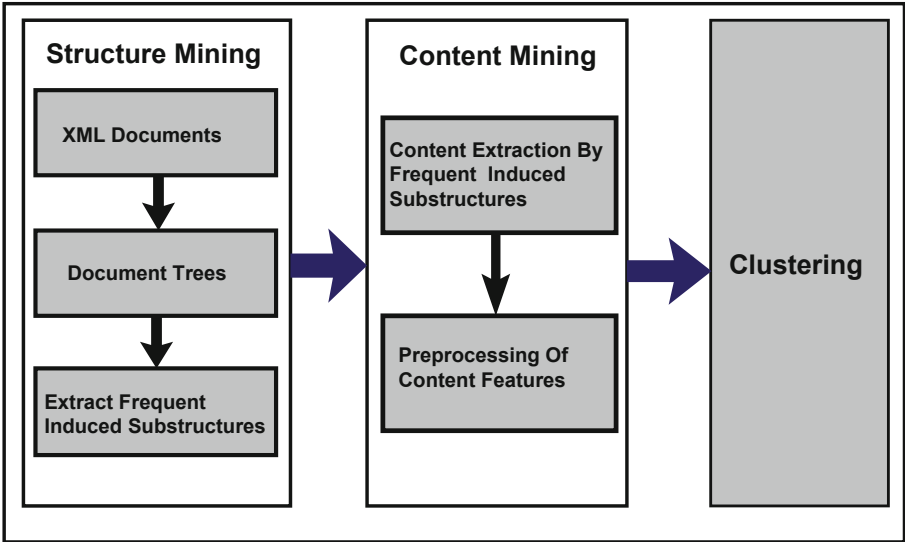 Structure Mining
XML Documents
Document Trees
Extract Frequent
Induced Substructures
Content Mining
Content Extraction By
Frequent Induced
Substructures
Preprocessing Of
Content Features
Clustering